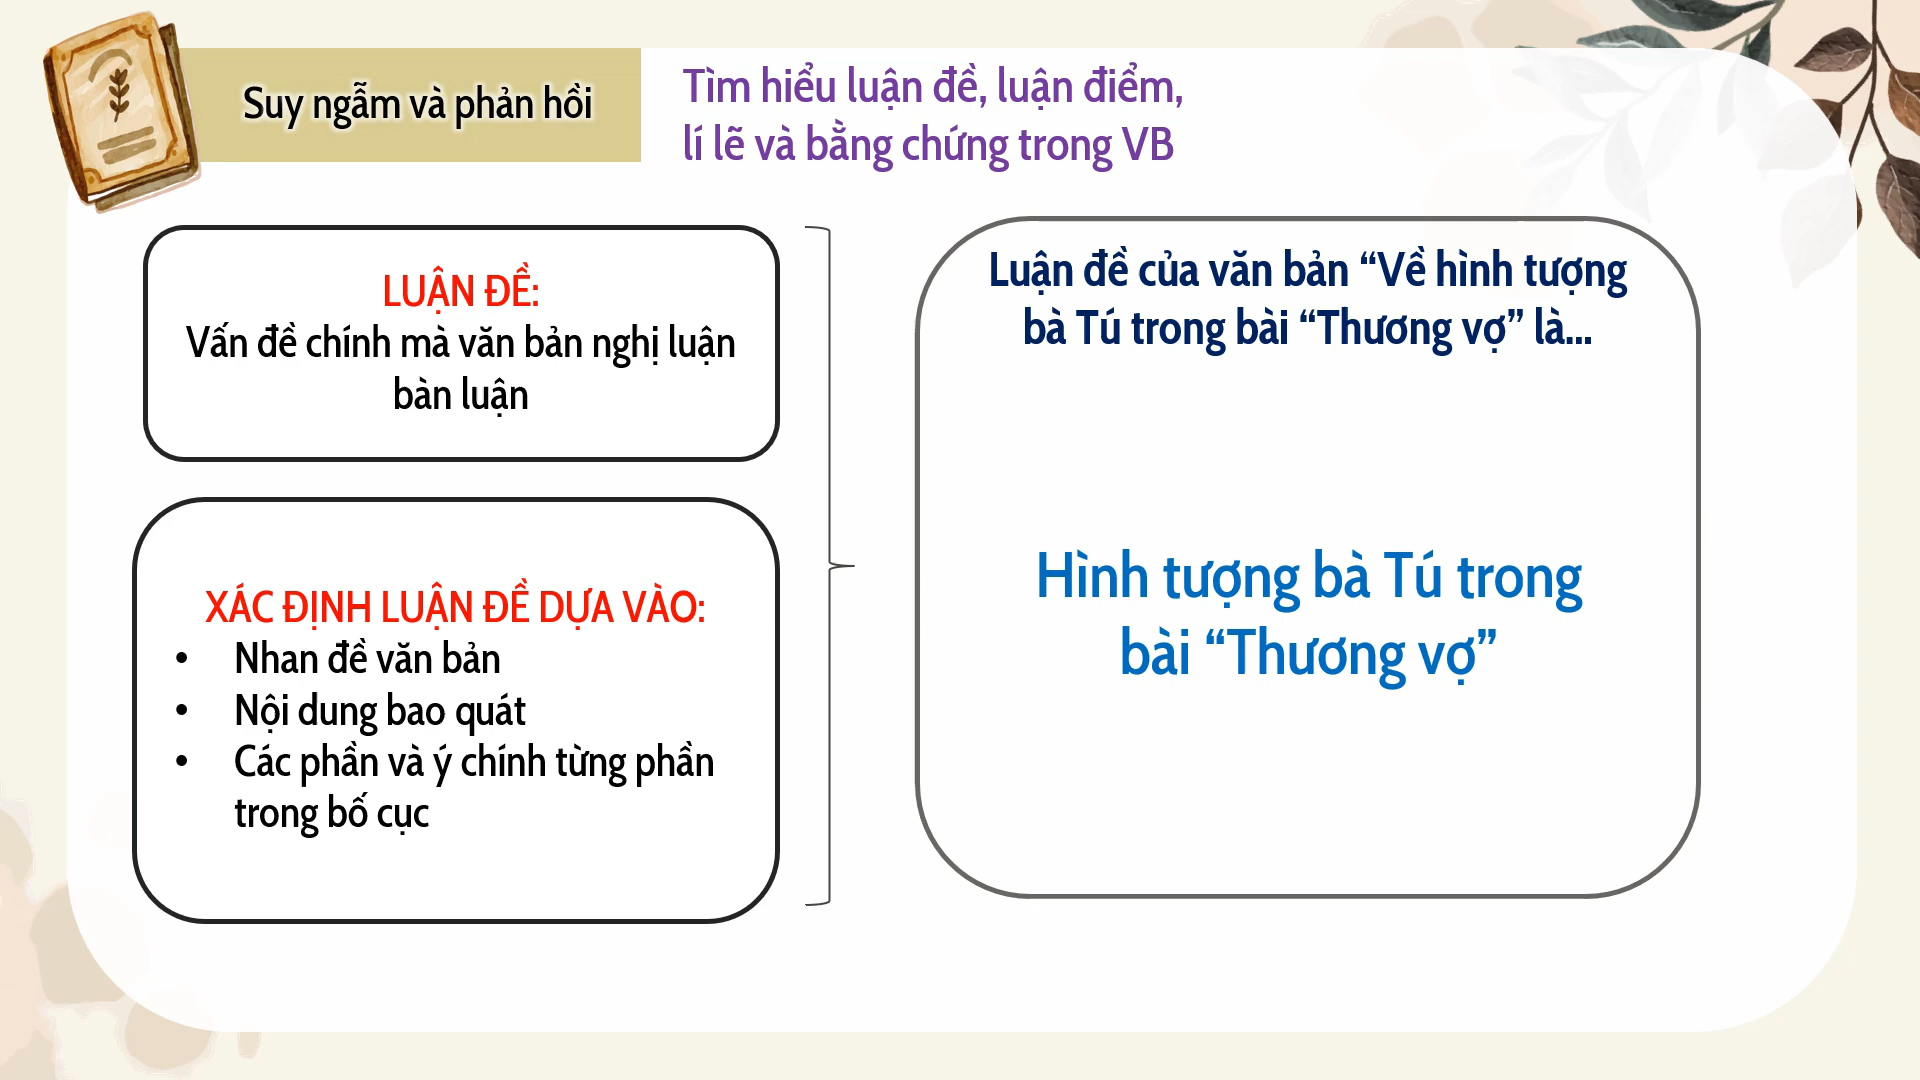 Suy ngẫm và phản hồi
Tìm hiểu luận đề, luận điểm,
lí lẽ và bằng chứng trong VB
LUẬN ĐỀ:
Vấn đề chính mà văn bản nghị luận
bàn luận
XÁC ĐỊNH LUẬN ĐỀ DỰA VÀO:
• Nhan đề văn bản
• Nội dung bao quát
• Các phần và ý chính từng phần
trong bố cục
Luận đề của văn bản “Về hình tượng
bà Tú trong bài “Thương vợ” là...
Hình tượng bà Tú trong
bài “Thương vợ”